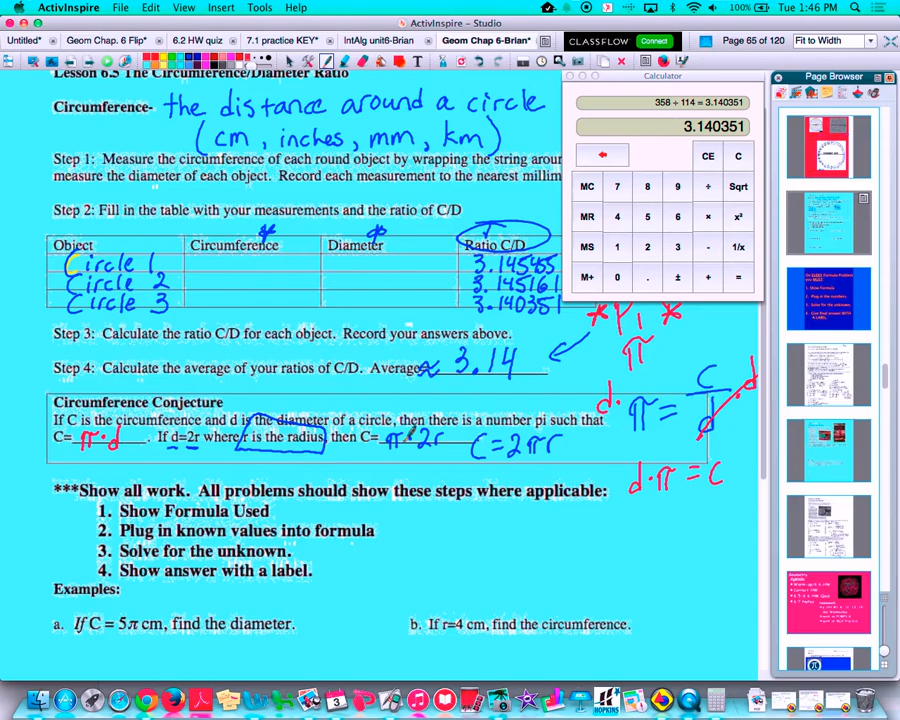 ActivInspire File Edit View Insert Tools Help 100% Tue 1:46 PM
ActivInspire - Studio
Untitled* Geom Chap 6 Flip* 6.2 HW quiz 7.1 practice KEY* IntAlg unit6-Brian Geom Chap 6-Brian* CLASSFLOW Connect Page 65 of 120 Fit to Width
Lesson 6.5 The Circumference/Diameter Ratio
Circumference- the distance around a circle
(cm, inches, mm, km)
Step 1: Measure the circumference of each round object by wrapping the string aroun
measure the diameter of each object. Record each measurement to the nearest millim
Step 2: Fill in the table with your measurements and the ratio of C/D
Object Circumference Diameter Ratio C/D
Circle 1 3.145455
Circle 2 3.145161
Circle 3 3.140351
Step 3: Calculate the ratio C/D for each object. Record your answers above.
Step 4: Calculate the average of your ratios of C/D. Average ≈ 3.14
* Pi *
π
Circumference Conjecture
If C is the circumference and d is the diameter of a circle, then there is a number pi such that
C= π·d. If d=2r where r is the radius, then C= π·2r C=2πr
d· π = C/d · d
d·π = C
***Show all work. All problems should show these steps where applicable:
1. Show Formula Used
2. Plug in known values into formula
3. Solve for the unknown.
4. Show answer with a label.
Examples:
a. If C = 5π cm, find the diameter. b. If r=4 cm, find the circumference.
Calculator
358 ÷ 114 = 3.140351
3.140351
CE C
MC 7 8 9 ÷ Sqrt
MR 4 5 6 × x²
MS 1 2 3 - 1/x
M+ 0 . ± + =
Page Browser
HOPKINS